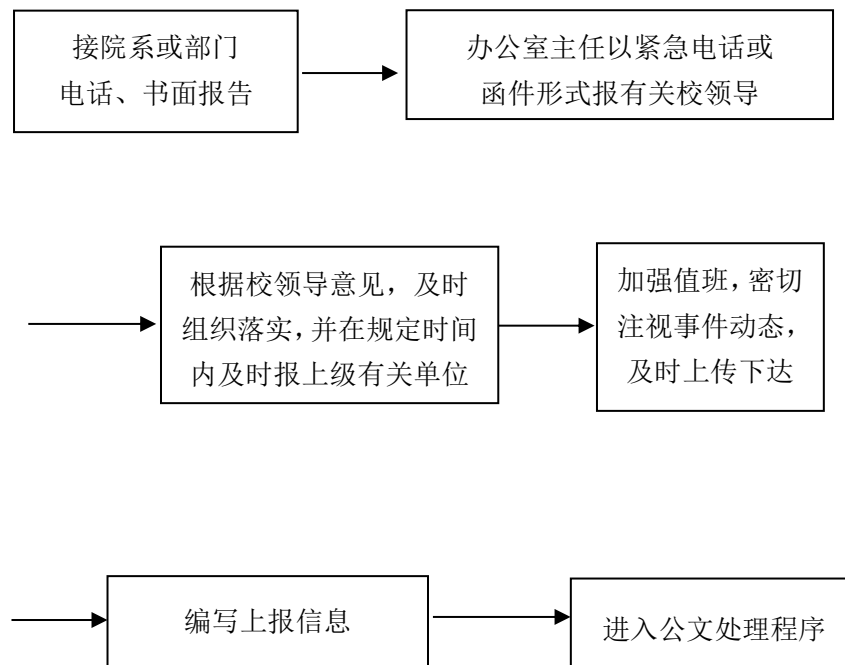 接院系或部门
电话、书面报告
办公室主任以紧急电话或
函件形式报有关校领导
根据校领导意见，及时
组织落实，并在规定时间
内及时报上级有关单位
加强值班，密切
注视事件动态，
及时上传下达
编写上报信息
进入公文处理程序